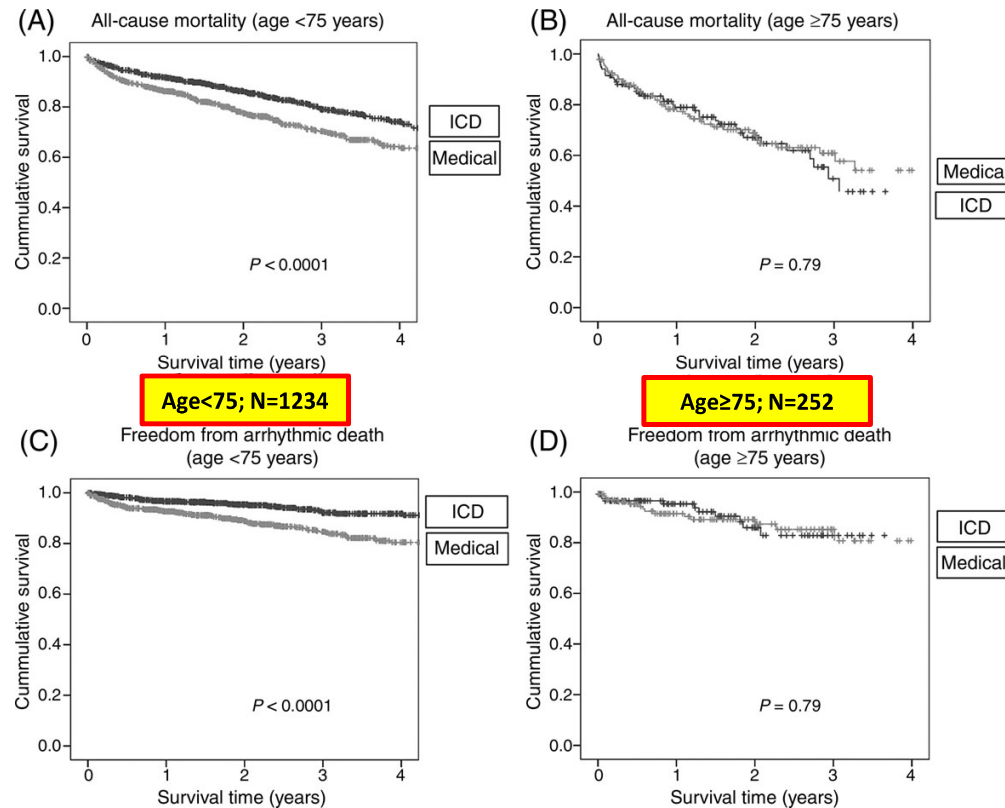 (A) All-cause mortality (age <75 years)
Cummulative survival
1.0
0.8
0.6
0.4
0.2
0.0
ICD
Medical
P < 0.0001
0 1 2 3 4
Survival time (years)
Age<75; N=1234
(B) All-cause mortality (age ≥75 years)
Cummulative survival
1.0
0.8
0.6
0.4
0.2
0.0
Medical
ICD
P = 0.79
0 1 2 3 4
Survival time (years)
Age≥75; N=252
(C) Freedom from arrhythmic death
(age <75 years)
Cummulative survival
1.0
0.8
0.6
0.4
0.2
0.0
ICD
Medical
P < 0.0001
0 1 2 3 4
Survival time (years)
(D) Freedom from arrhythmic death
(age ≥75 years)
Cummulative survival
1.0
0.8
0.6
0.4
0.2
0.0
ICD
Medical
P = 0.79
0 1 2 3 4
Survival time (years)